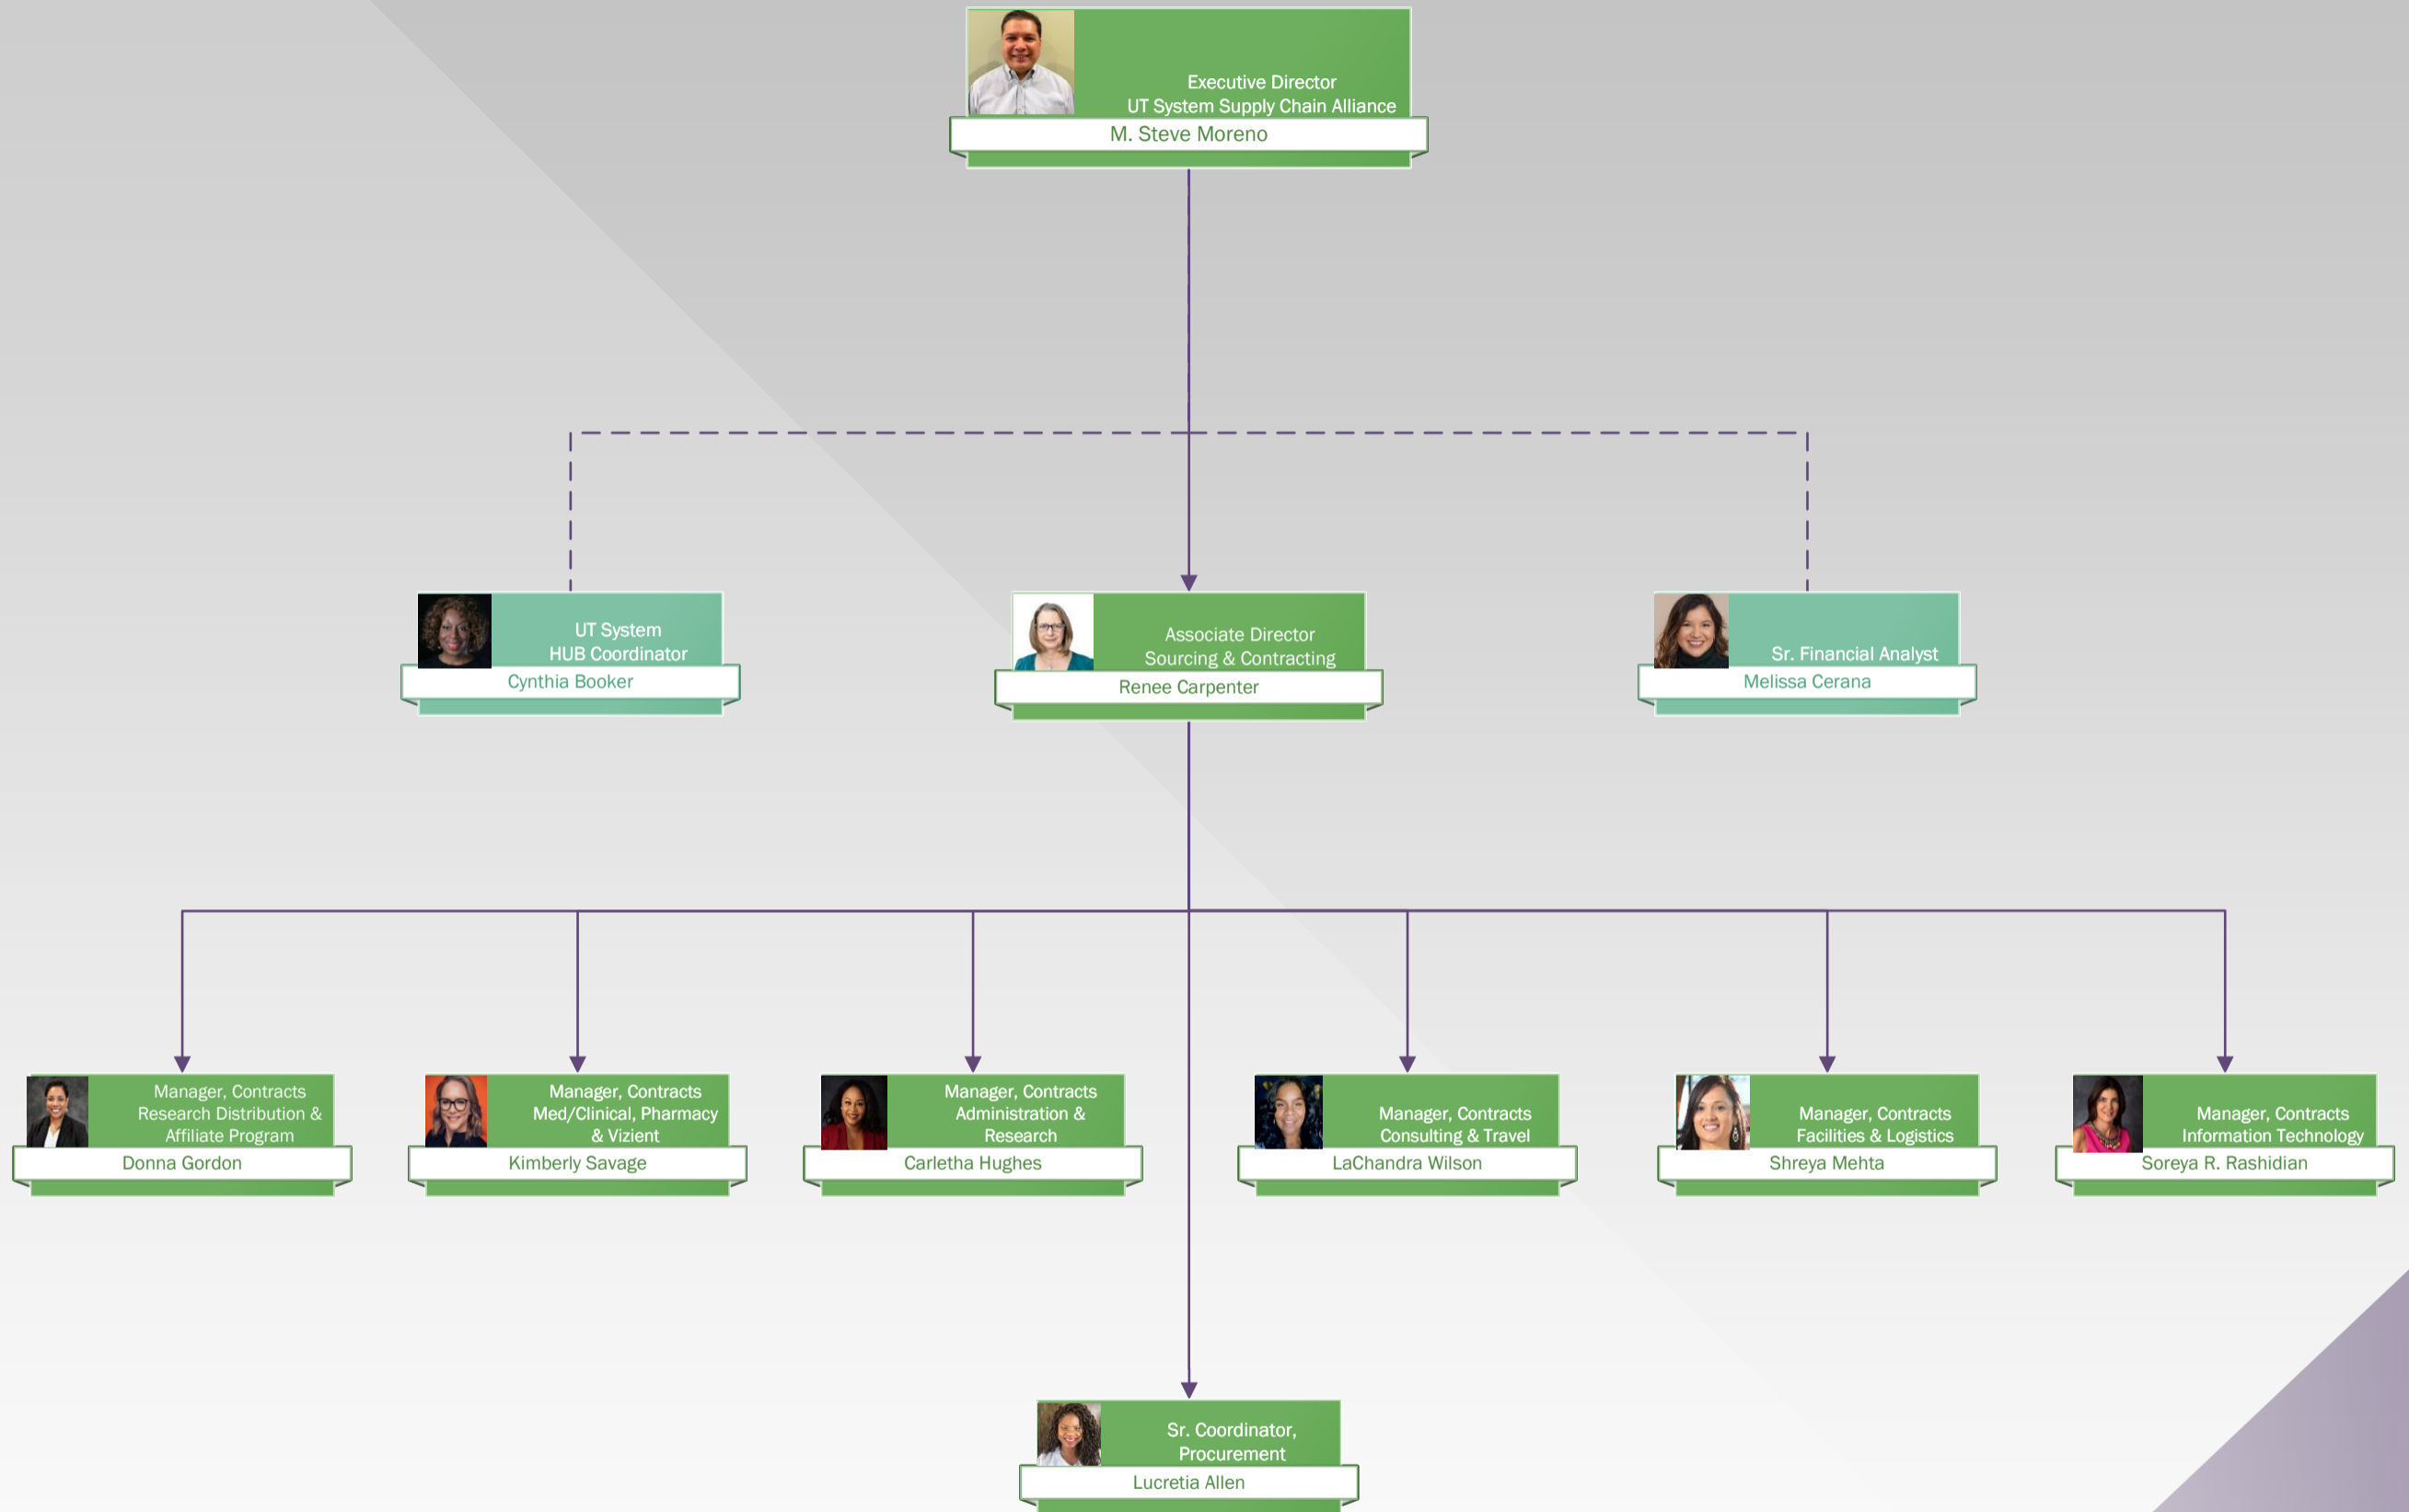 Executive Director
UT System Supply Chain Alliance
M. Steve Moreno
UT System
HUB Coordinator
Cynthia Booker
Associate Director
Sourcing & Contracting
Renee Carpenter
Sr. Financial Analyst
Melissa Cerana
Manager, Contracts
Research Distribution &
Affiliate Program
Donna Gordon
Manager, Contracts
Med/Clinical, Pharmacy
& Vizient
Kimberly Savage
Manager, Contracts
Administration &
Research
Carletha Hughes
Manager, Contracts
Consulting & Travel
LaChandra Wilson
Manager, Contracts
Facilities & Logistics
Shreya Mehta
Manager, Contracts
Information Technology
Soreya R. Rashidian
Sr. Coordinator,
Procurement
Lucretia Allen